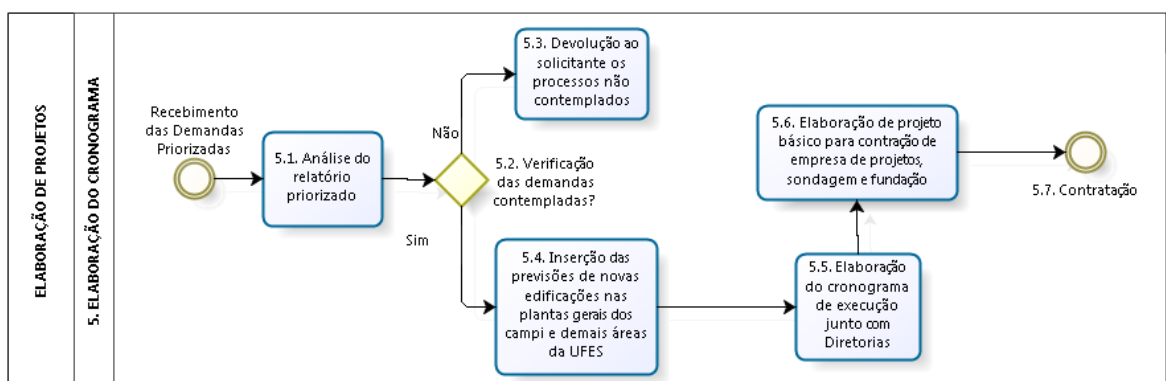 ELABORAÇÃO DE PROJETOS
5. ELABORAÇÃO DO CRONOGRAMA
Recebimento
das Demandas
Priorizadas
5.1. Análise do
relatório
priorizado
Não
Sim
5.2. Verificação
das demandas
contempladas?
5.3. Devolução ao
solicitante os
processos não
contemplados
5.4. Inserção das
previsões de novas
edificações nas
plantas gerais dos
campi e demais áreas
da UFES
5.5. Elaboração
do cronograma
de execução
junto com
Diretorias
5.6. Elaboração de projeto
básico para contração de
empresa de projetos,
sondagem e fundação
5.7. Contratação